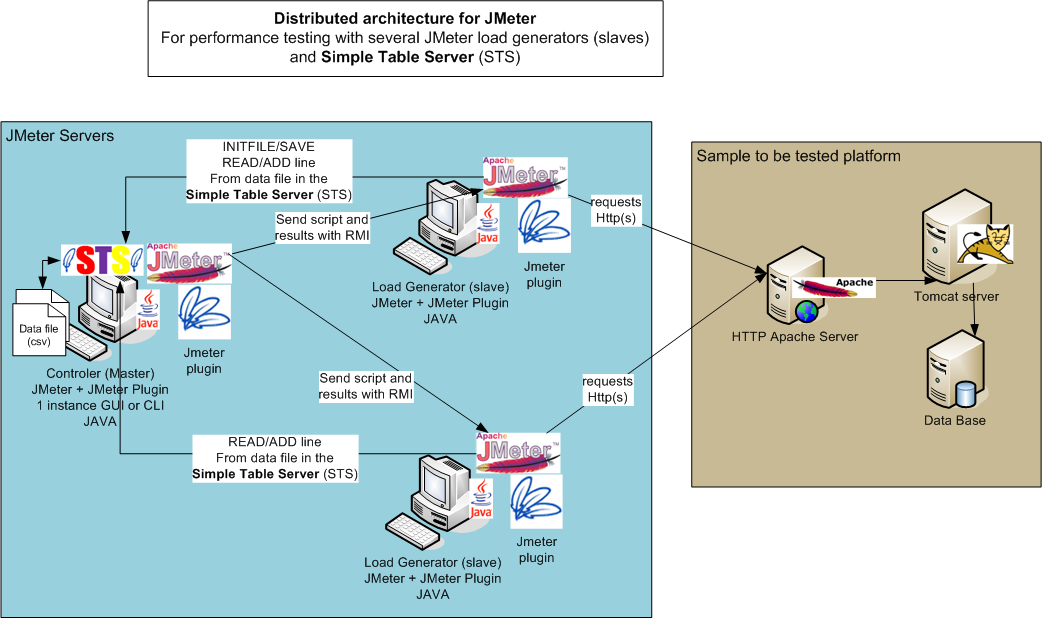 Distributed architecture for JMeter
For performance testing with several JMeter load generators (slaves)
and Simple Table Server (STS)
JMeter Servers
INITFILE/SAVE
READ/ADD line
From data file in the
Simple Table Server (STS)
Apache
JMeter™
Java
Jmeter
plugin
Load Generator (slave)
JMeter + JMeter Plugin
JAVA
Send script and
results with RMI
STS
Apache
JMeter™
Java
Data file
(csv)
Jmeter
plugin
Controler (Master)
JMeter + JMeter Plugin
1 instance GUI or CLI
JAVA
Send script and
results with RMI
READ/ADD line
From data file in the
Simple Table Server (STS)
Apache
JMeter™
Java
Jmeter
plugin
Load Generator (slave)
JMeter + JMeter Plugin
JAVA
requests
Http(s)
requests
Http(s)
Sample to be tested platform
Apache
HTTP Apache Server
Tomcat server
Data Base